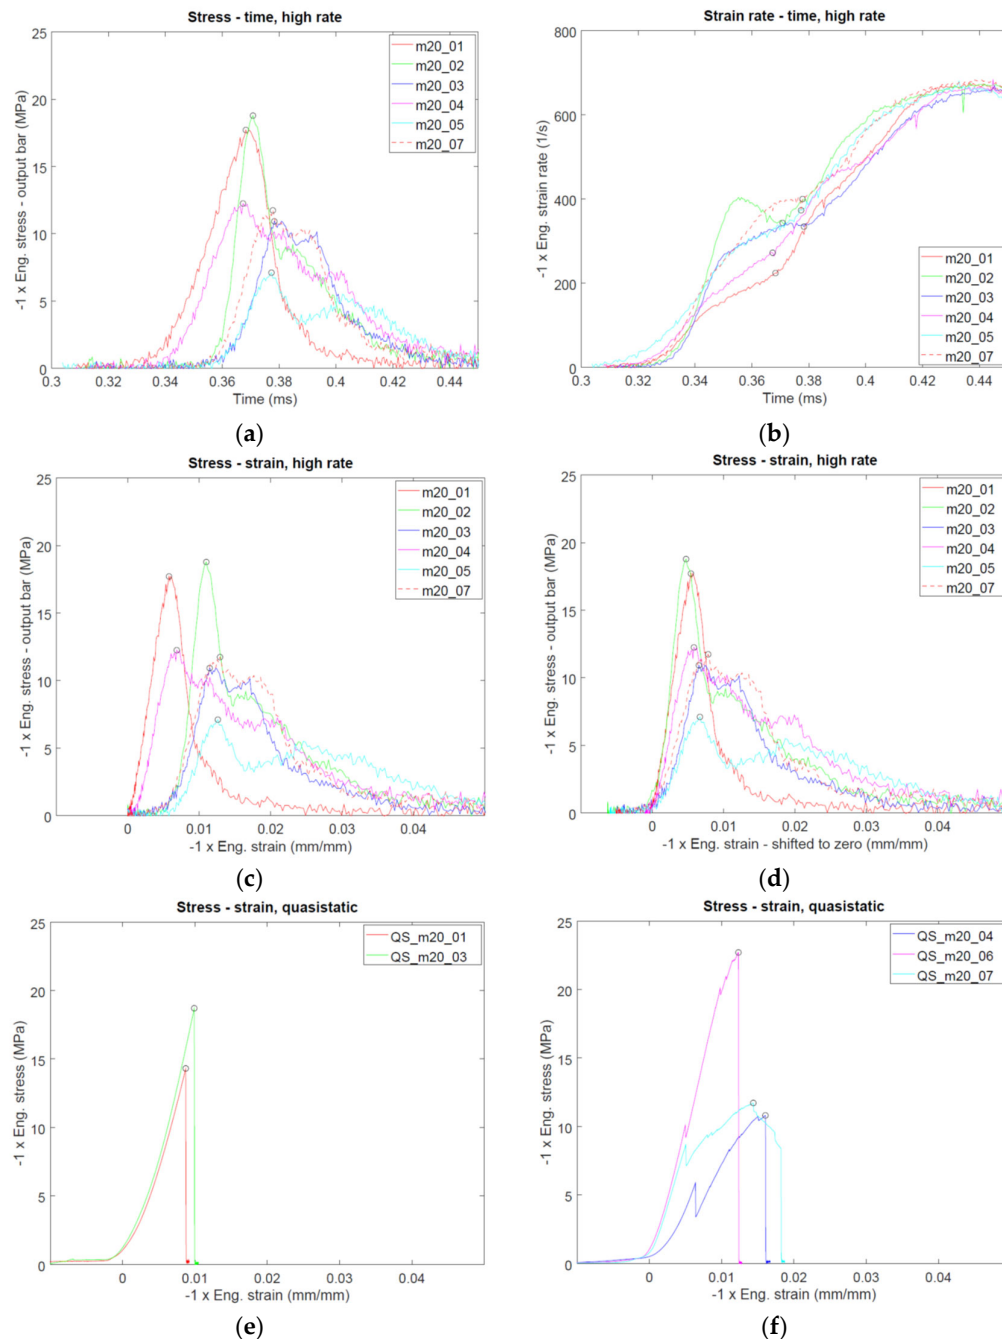 Stress - time, high rate
-1 x Eng. stress - output bar (MPa)
25
20
15
10
5
0
0.3
0.32
0.34
0.36
0.38
0.4
0.42
0.44
Time (ms)
m20_01
m20_02
m20_03
m20_04
m20_05
m20_07
(a)
Strain rate - time, high rate
-1 x Eng. strain rate (1/s)
800
600
400
200
0
0.3
0.32
0.34
0.36
0.38
0.4
0.42
0.44
Time (ms)
m20_01
m20_02
m20_03
m20_04
m20_05
m20_07
(b)
Stress - strain, high rate
-1 x Eng. stress - output bar (MPa)
25
20
15
10
5
0
0
0.01
0.02
0.03
0.04
-1 x Eng. strain (mm/mm)
m20_01
m20_02
m20_03
m20_04
m20_05
m20_07
(c)
Stress - strain, high rate
-1 x Eng. stress - output bar (MPa)
25
20
15
10
5
0
0
0.01
0.02
0.03
0.04
-1 x Eng. strain - shifted to zero (mm/mm)
m20_01
m20_02
m20_03
m20_04
m20_05
m20_07
(d)
Stress - strain, quasistatic
-1 x Eng. stress (MPa)
25
20
15
10
5
0
0
0.01
0.02
0.03
0.04
-1 x Eng. strain (mm/mm)
QS_m20_01
QS_m20_03
(e)
Stress - strain, quasistatic
-1 x Eng. stress (MPa)
25
20
15
10
5
0
0
0.01
0.02
0.03
0.04
-1 x Eng. strain (mm/mm)
QS_m20_04
QS_m20_06
QS_m20_07
(f)